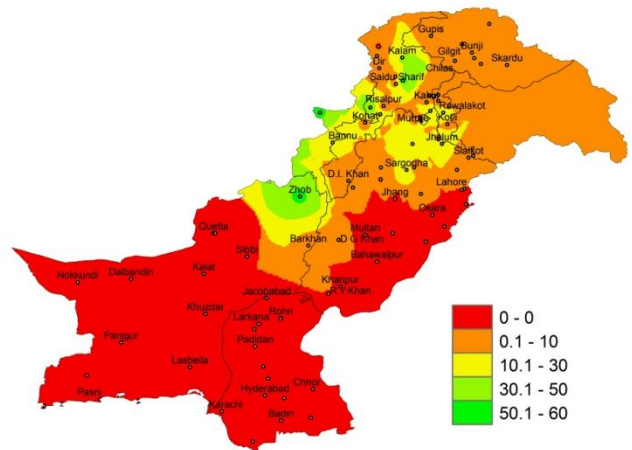 Gupis
Kalam
Gilgit
Bunji
Dir
Chilas
Skardu
Saidu Sharif
Kakul
Risalpur
Rawalakot
Kohat
Murree
Kotli
Bannu
Jhelum
Sialkot
Sargogha
D.I. Khan
Zhob
Lahore
Jhang
Okara
Quetta
Multan
Sibbi
Barkhan
D G Khan
Bahawalpur
Nokkundi
Dalbandin
Kalat
Khanpur
Jacobabad
R Y Khan
Khuzdar
Larkana
Rohri
Panjgur
Padidan
Lasbella
Pasni
Hyderabad
Chhor
Karachi
Badin
0 - 0
0.1 - 10
10.1 - 30
30.1 - 50
50.1 - 60